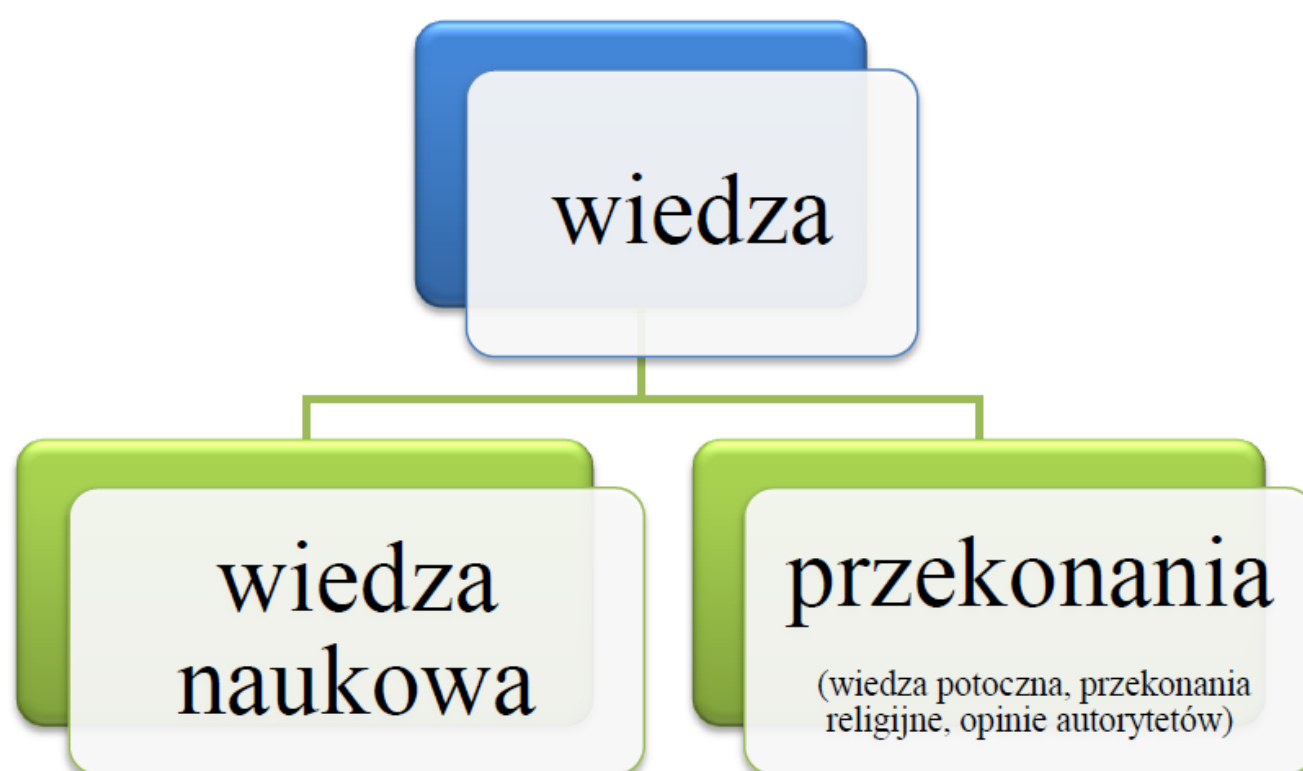 wiedza
wiedza
naukowa
przekonania
(wiedza potoczna, przekonania
religijne, opinie autorytetów)